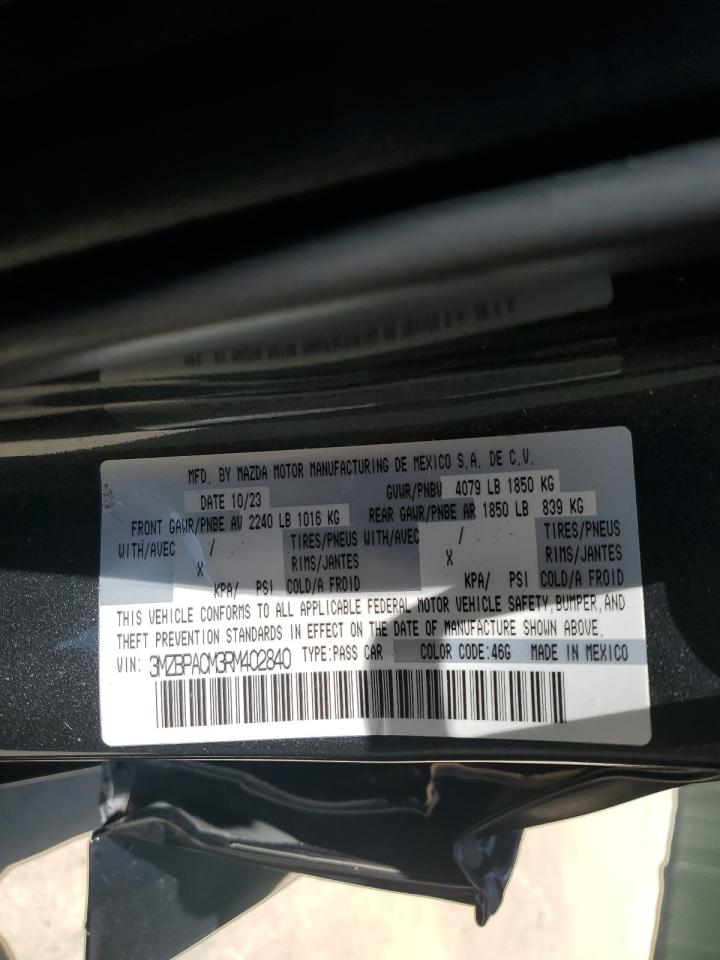 MFD. BY MAZDA MOTOR MANUFACTURING DE MEXICO S.A. DE C.V.
DATE 10/23 GVWR/PNBV 4079 LB 1850 KG
FRONT GAWR/PNBE AV 2240 LB 1016 KG REAR GAWR/PNBE AR 1850 LB 839 KG
WITH/AVEC / TIRES/PNEUS WITH/AVEC / TIRES/PNEUS
X RIMS/JANTES X RIMS/JANTES
KPA/ PSI COLD/A FROID KPA/ PSI COLD/A FROID
THIS VEHICLE CONFORMS TO ALL APPLICABLE FEDERAL MOTOR VEHICLE SAFETY, BUMPER, AND
THEFT PREVENTION STANDARDS IN EFFECT ON THE DATE OF MANUFACTURE SHOWN ABOVE.
VIN: 3MZBPACM3RM402840 TYPE:PASS CAR COLOR CODE:46G MADE IN MEXICO